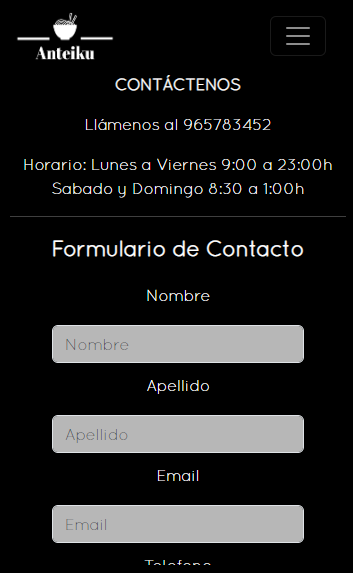 Anteiku
CONTÁCTENOS
Llámenos al 965783452
Horario: Lunes a Viernes 9:00 a 23:00h
Sabado y Domingo 8:30 a 1:00h
Formulario de Contacto
Nombre
Nombre
Apellido
Apellido
Email
Email
Telefono